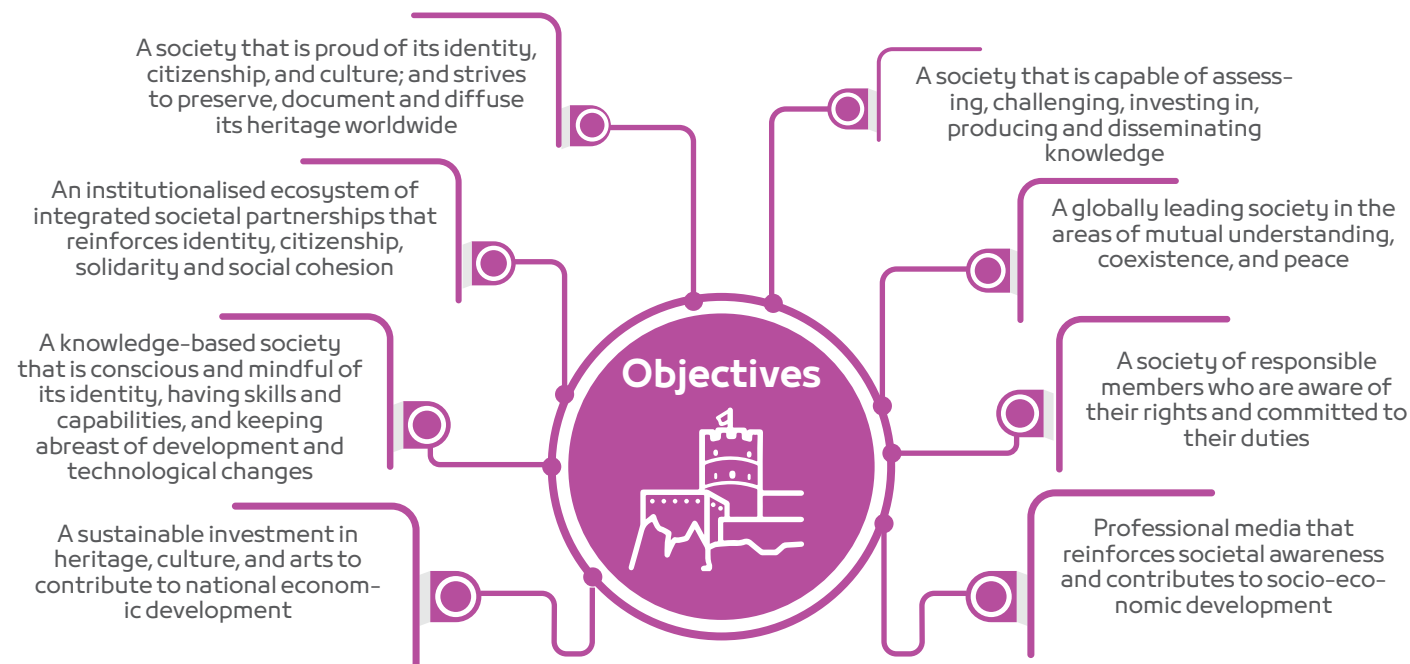 A society that is proud of its identity,
citizenship, and culture; and strives
to preserve, document and diffuse
its heritage worldwide
An institutionalised ecosystem of
integrated societal partnerships that
reinforces identity, citizenship,
solidarity and social cohesion
A knowledge-based society
that is conscious and mindful of
its identity, having skills and
capabilities, and keeping
abreast of development and
technological changes
A sustainable investment in
heritage, culture, and arts to
contribute to national econom-
ic development
Objectives
A society that is capable of assess-
ing, challenging, investing in,
producing and disseminating
knowledge
A globally leading society in the
areas of mutual understanding,
coexistence, and peace
A society of responsible
members who are aware of
their rights and committed to
their duties
Professional media that
reinforces societal awareness
and contributes to socio-eco-
nomic development